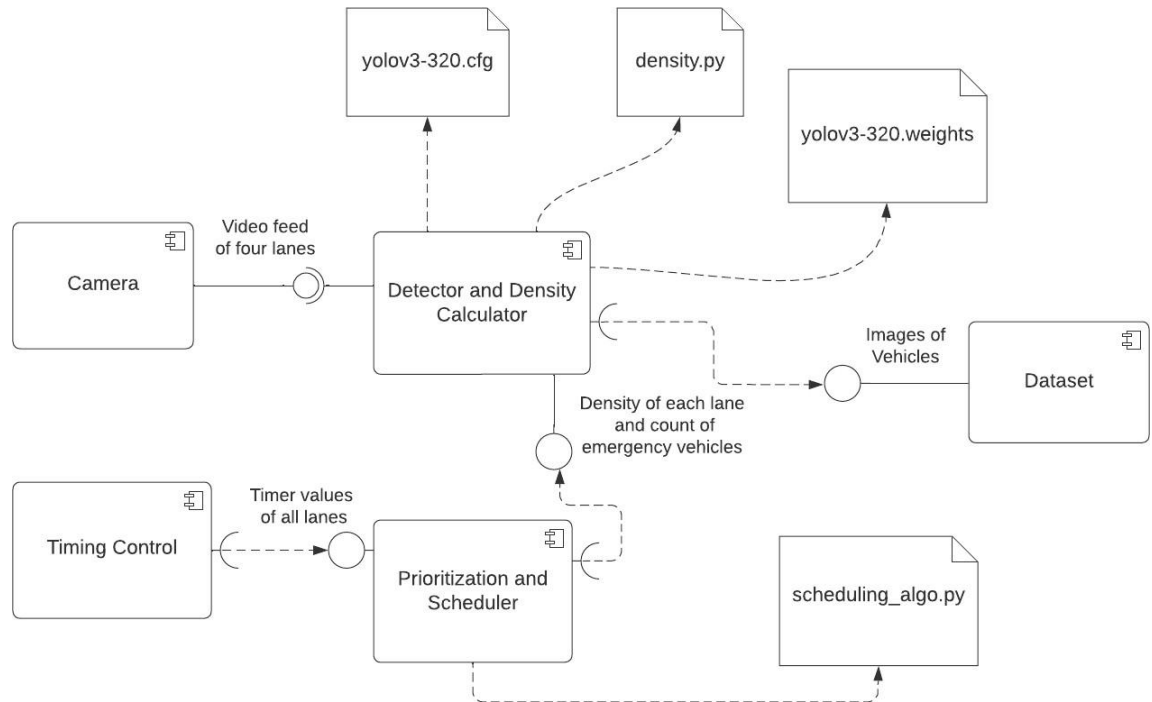 yolov3-320.cfg
density.py
yolov3-320.weights
Video feed
of four lanes
Camera
Detector and Density
Calculator
Images of
Vehicles
Dataset
Density of each lane
and count of
emergency vehicles
Timer values
of all lanes
Timing Control
Prioritization and
Scheduler
scheduling_algo.py